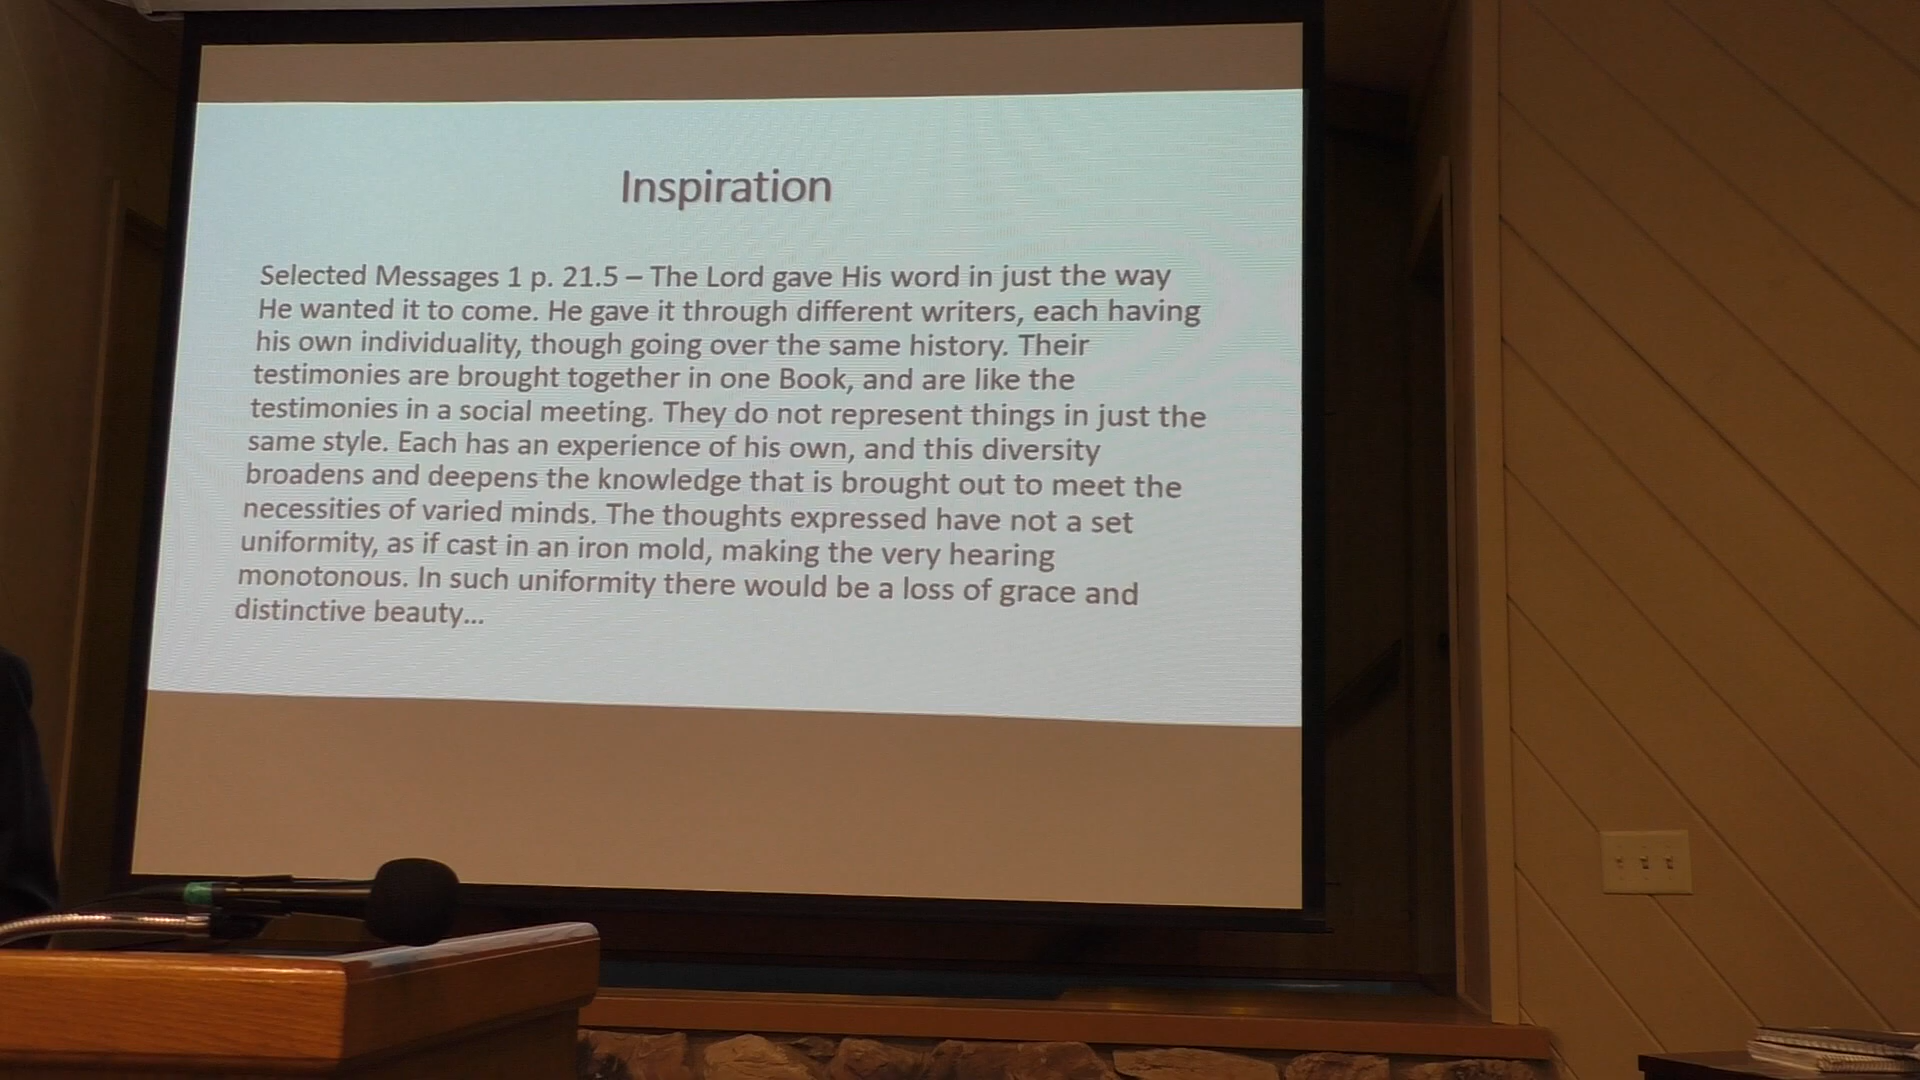 Inspiration
Selected Messages 1 p. 21.5 – The Lord gave His word in just the way
He wanted it to come. He gave it through different writers, each having
his own individuality, though going over the same history. Their
testimonies are brought together in one Book, and are like the
testimonies in a social meeting. They do not represent things in just the
same style. Each has an experience of his own, and this diversity
broadens and deepens the knowledge that is brought out to meet the
necessities of varied minds. The thoughts expressed have not a set
uniformity, as if cast in an iron mold, making the very hearing
monotonous. In such uniformity there would be a loss of grace and
distinctive beauty...